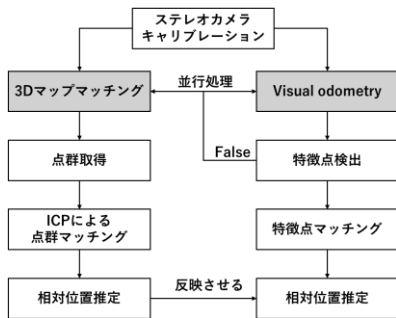 ステレオカメラ
キャリブレーション
3Dマップマッチング
並行処理
Visual odometry
点群取得
False
特徴点検出
ICPによる
点群マッチング
特徴点マッチング
相対位置推定
反映させる
相対位置推定